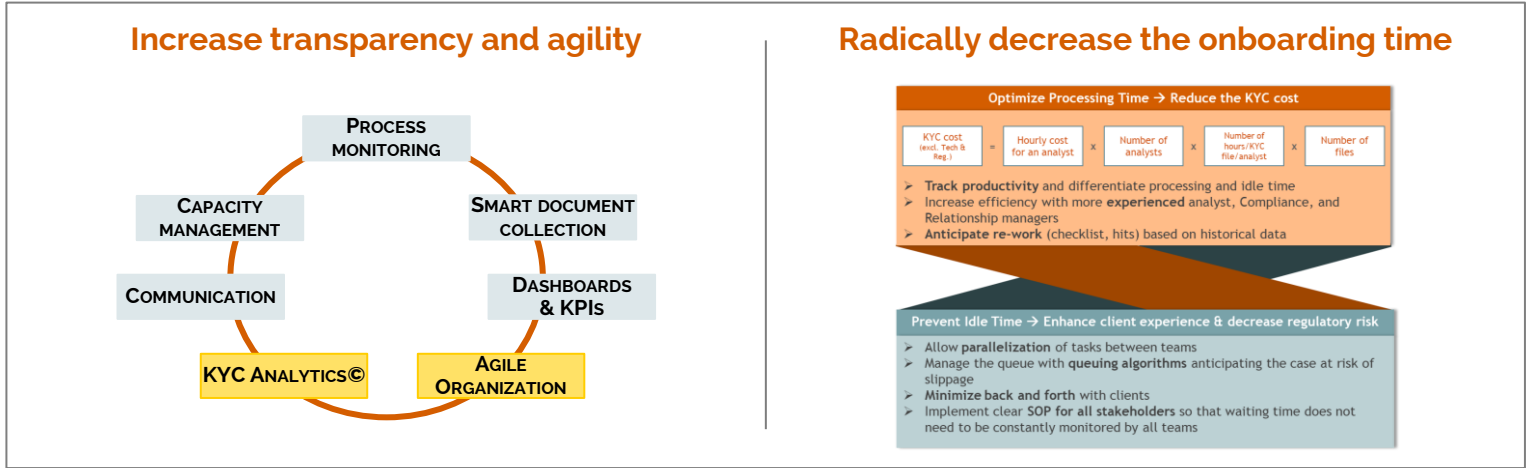 Increase transparency and agility
PROCESS
MONITORING
CAPACITY
MANAGEMENT
SMART DOCUMENT
COLLECTION
COMMUNICATION
DASHBOARDS
& KPIS
KYC ANALYTICS©
AGILE
ORGANIZATION
Radically decrease the onboarding time
Optimize Processing Time → Reduce the KYC cost
KYC cost
(excl. Tech &
Reg.)
=
Hourly cost
for an analyst
x
Number of
analysts
x
Number of
hours/KYC
file/analyst
x
Number of
files
➢ Track productivity and differentiate processing and idle time
➢ Increase efficiency with more experienced analyst, Compliance, and
Relationship managers
➢ Anticipate re-work (checklist, hits) based on historical data
Prevent Idle Time → Enhance client experience & decrease regulatory risk
➢ Allow parallelization of tasks between teams
➢ Manage the queue with queuing algorithms anticipating the case at risk of
slippage
➢ Minimize back and forth with clients
➢ Implement clear SOP for all stakeholders so that waiting time does not
need to be constantly monitored by all teams